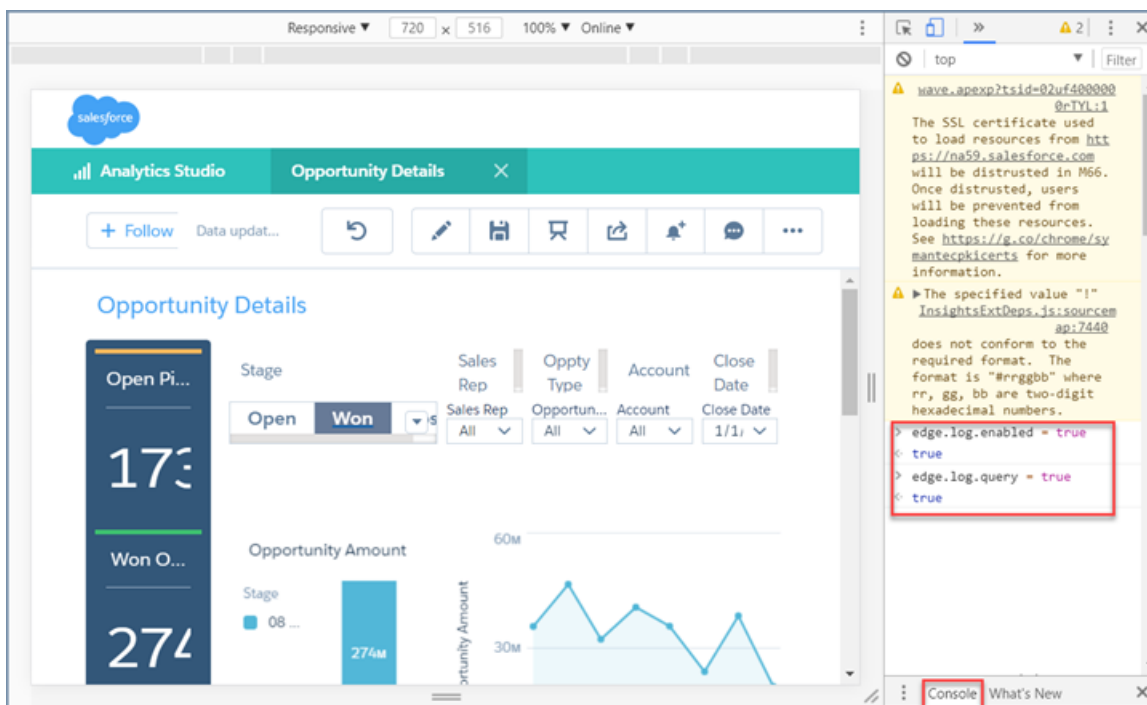 Responsive ▼ 720 x 516 100% ▼ Online ▼
salesforce
Analytics Studio Opportunity Details
+ Follow Data updat...
Opportunity Details
Open Pi...
173
Won O...
274
Stage
Open Won
Sales Rep
Oppty Type
Account
Close Date
Sales Rep Opportun... Account Close Date
All All All 1/1/
Opportunity Amount
Stage
08 ...
274M
60M
30M
Opportunity Amount
2
top ▼ Filter
wave.apexp?tsid=02uf400000
0rTYL:1
The SSL certificate used
to load resources from htt
ps://na59.salesforce.com
will be distrusted in M66.
Once distrusted, users
will be prevented from
loading these resources.
See https://g.co/chrome/sy
mantecpkicerts for more
information.
▶The specified value "!"
InsightsExtDeps.js:sourcem
ap:7440
does not conform to the
required format.  The
format is "#rrggbb" where
rr, gg, bb are two-digit
hexadecimal numbers.
> edge.log.enabled = true
< true
> edge.log.query = true
< true
Console What's New